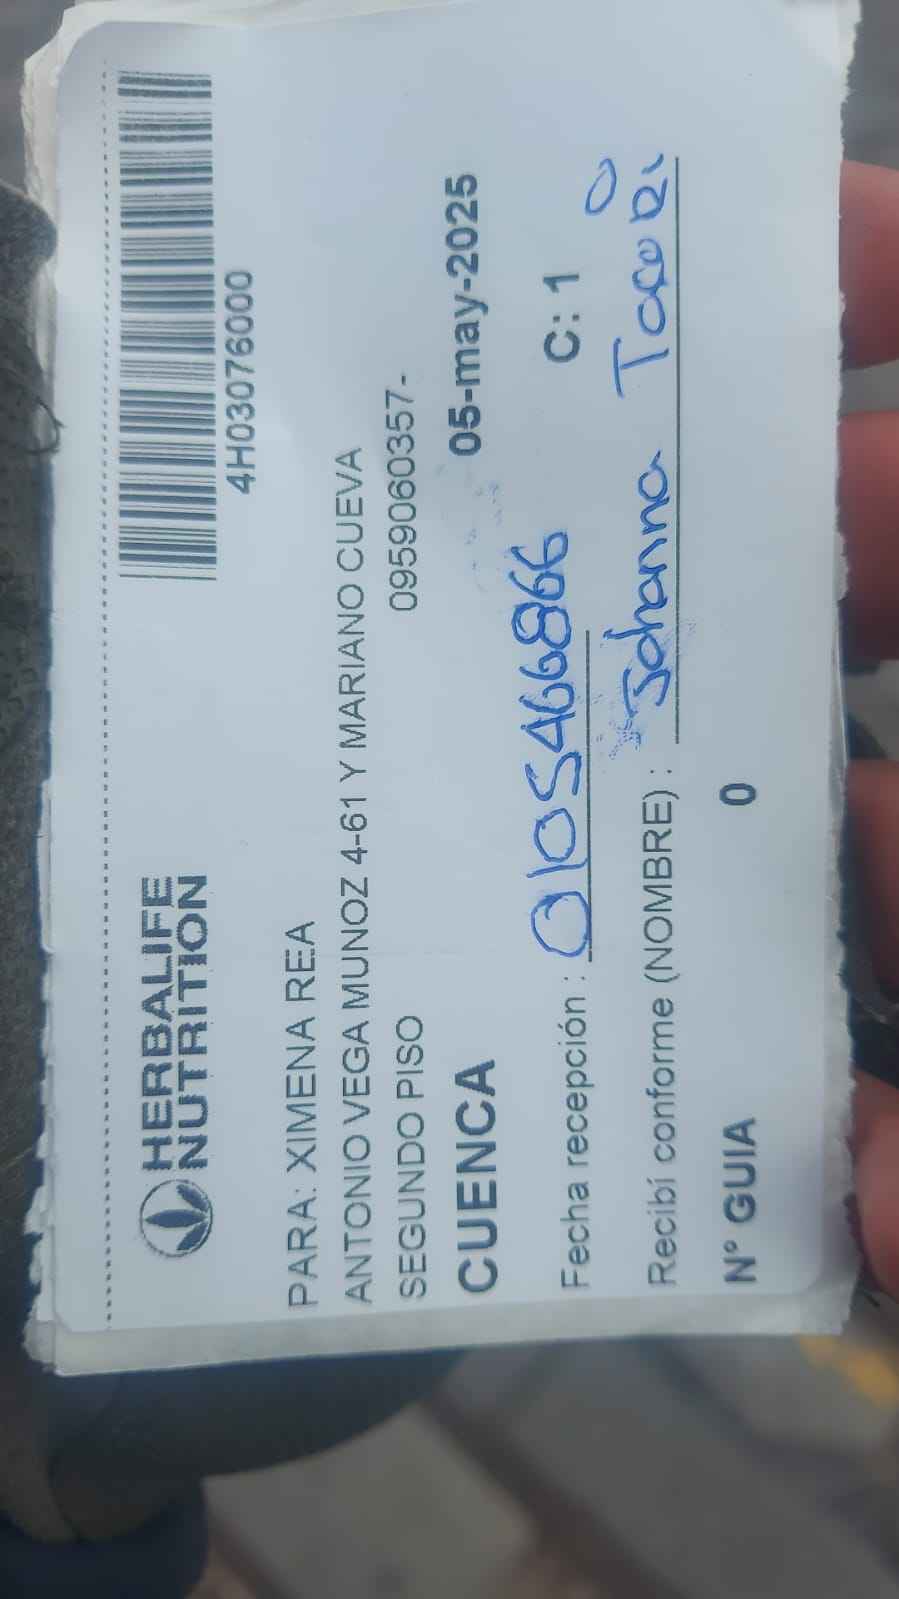 HERBALIFE
NUTRITION
4H03076000
PARA: XIMENA REA
ANTONIO VEGA MUNOZ 4-61 Y MARIANO CUEVA
SEGUNDO PISO 0959060357-
CUENCA 05-may-2025
Fecha recepción : 0105466866 C: 1
Recibí conforme (NOMBRE) : Johanna
N° GUIA 0